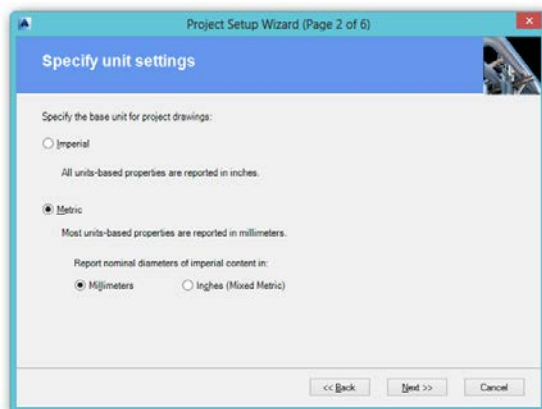 Project Setup Wizard (Page 2 of 6)
Specify unit settings
Specify the base unit for project drawings:
Imperial
All units-based properties are reported in inches.
Metric
Most units-based properties are reported in millimeters.
Report nominal diameters of imperial content in:
Millimeters Inches (Mixed Metric)
<< Back Next >> Cancel